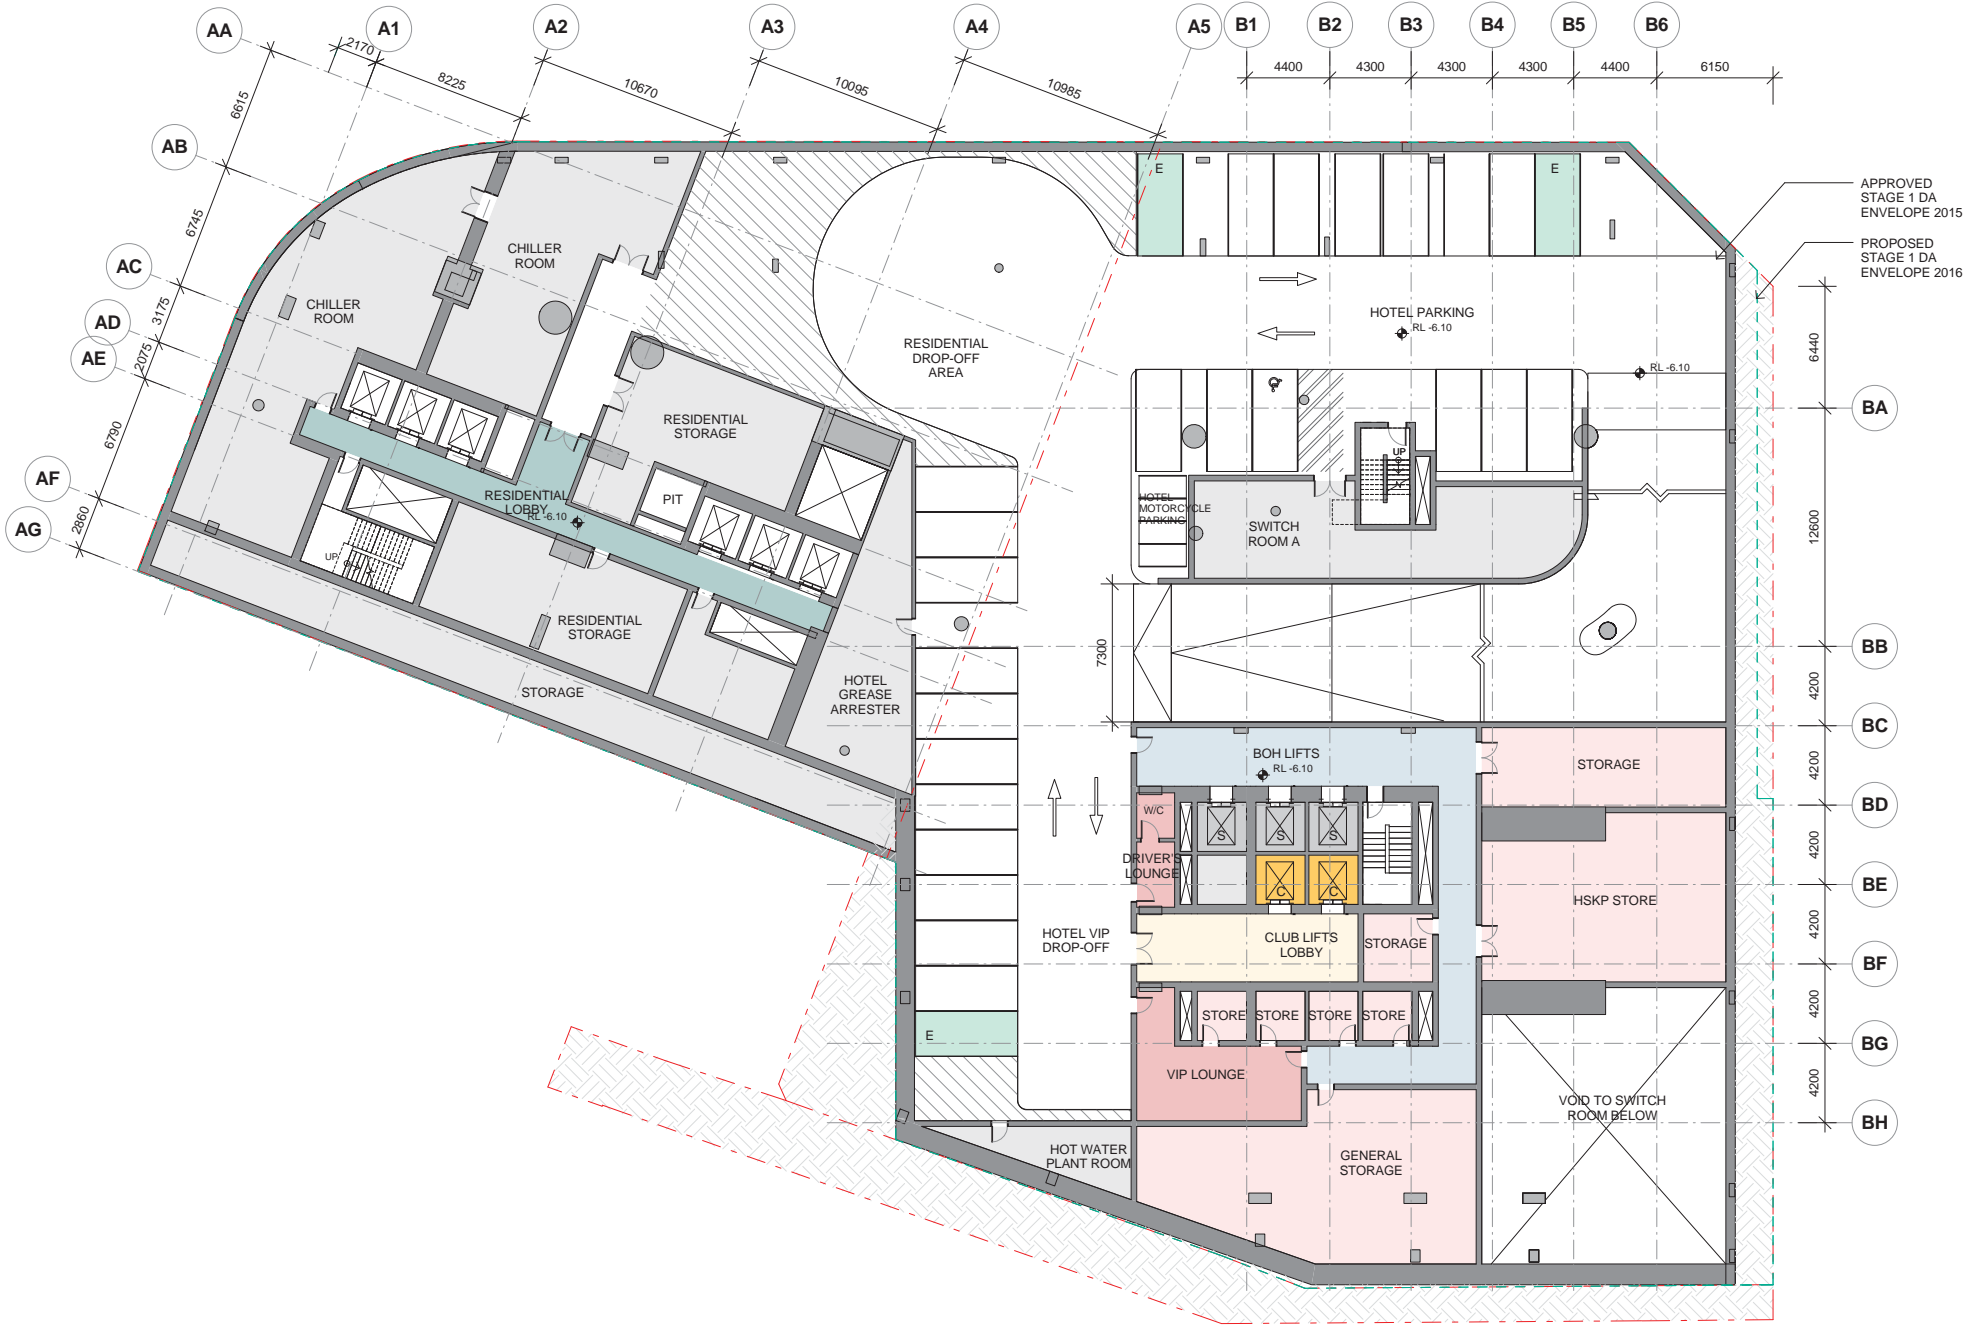 AA
A1
A2
A3
A4
A5
B1
B2
B3
B4
B5
B6
2170
8225
10670
10095
10985
4400
4300
4300
4300
4400
6150
6615
AB
6745
AC
3175
AD
2075
AE
6790
AF
2860
AG
E
E
APPROVED
STAGE 1 DA
ENVELOPE 2015
PROPOSED
STAGE 1 DA
ENVELOPE 2016
CHILLER
ROOM
CHILLER
ROOM
HOTEL PARKING
RL -6.10
RL -6.10
RESIDENTIAL
DROP-OFF
AREA
6440
BA
RESIDENTIAL
STORAGE
UP
PIT
RESIDENTIAL
LOBBY
RL -6.10
HOTEL
MOTORCYCLE
PARKING
SWITCH
ROOM A
12600
UP
RESIDENTIAL
STORAGE
7300
BB
STORAGE
HOTEL
GREASE
ARRESTER
4200
BC
BOH LIFTS
RL -6.10
STORAGE
4200
BD
W/C
S
S
S
DRIVER'S
LOUNGE
C
C
4200
BE
HSKP STORE
HOTEL VIP
DROP-OFF
CLUB LIFTS
LOBBY
STORAGE
4200
BF
STORE
STORE
STORE
STORE
4200
E
BG
VIP LOUNGE
4200
VOID TO SWITCH
ROOM BELOW
BH
HOT WATER
PLANT ROOM
GENERAL
STORAGE